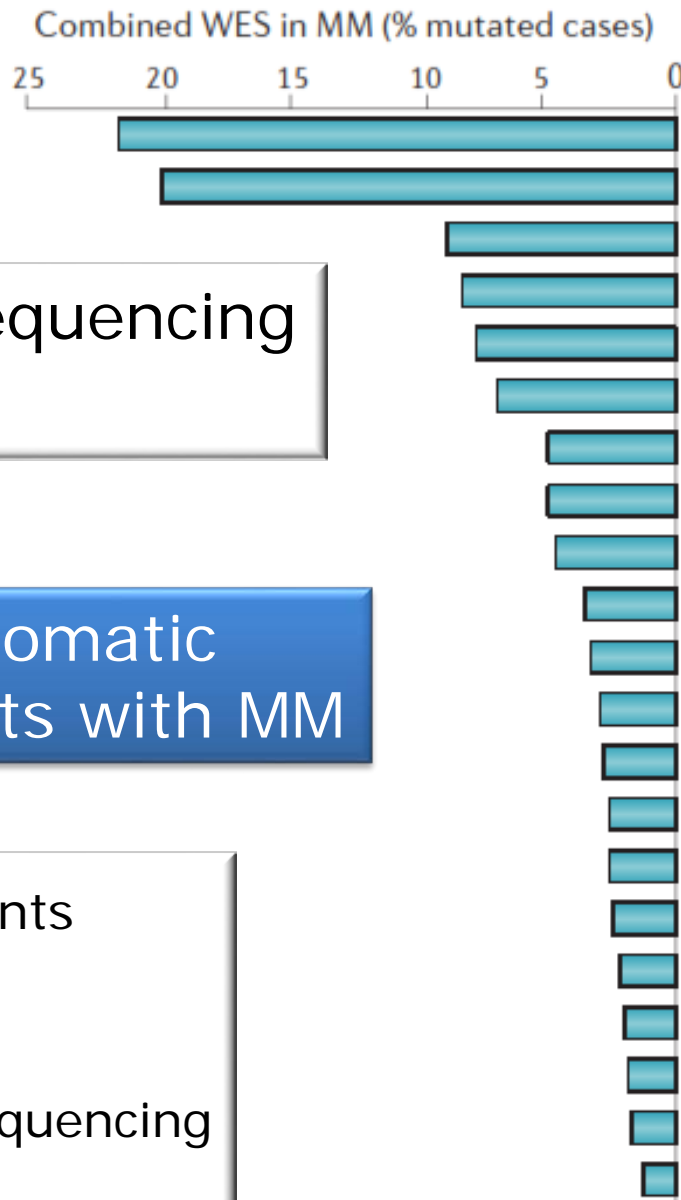 Combined WES in MM (% mutated cases)
25 20 15 10 5 0
equencing
omatic
ts with MM
nts
quencing